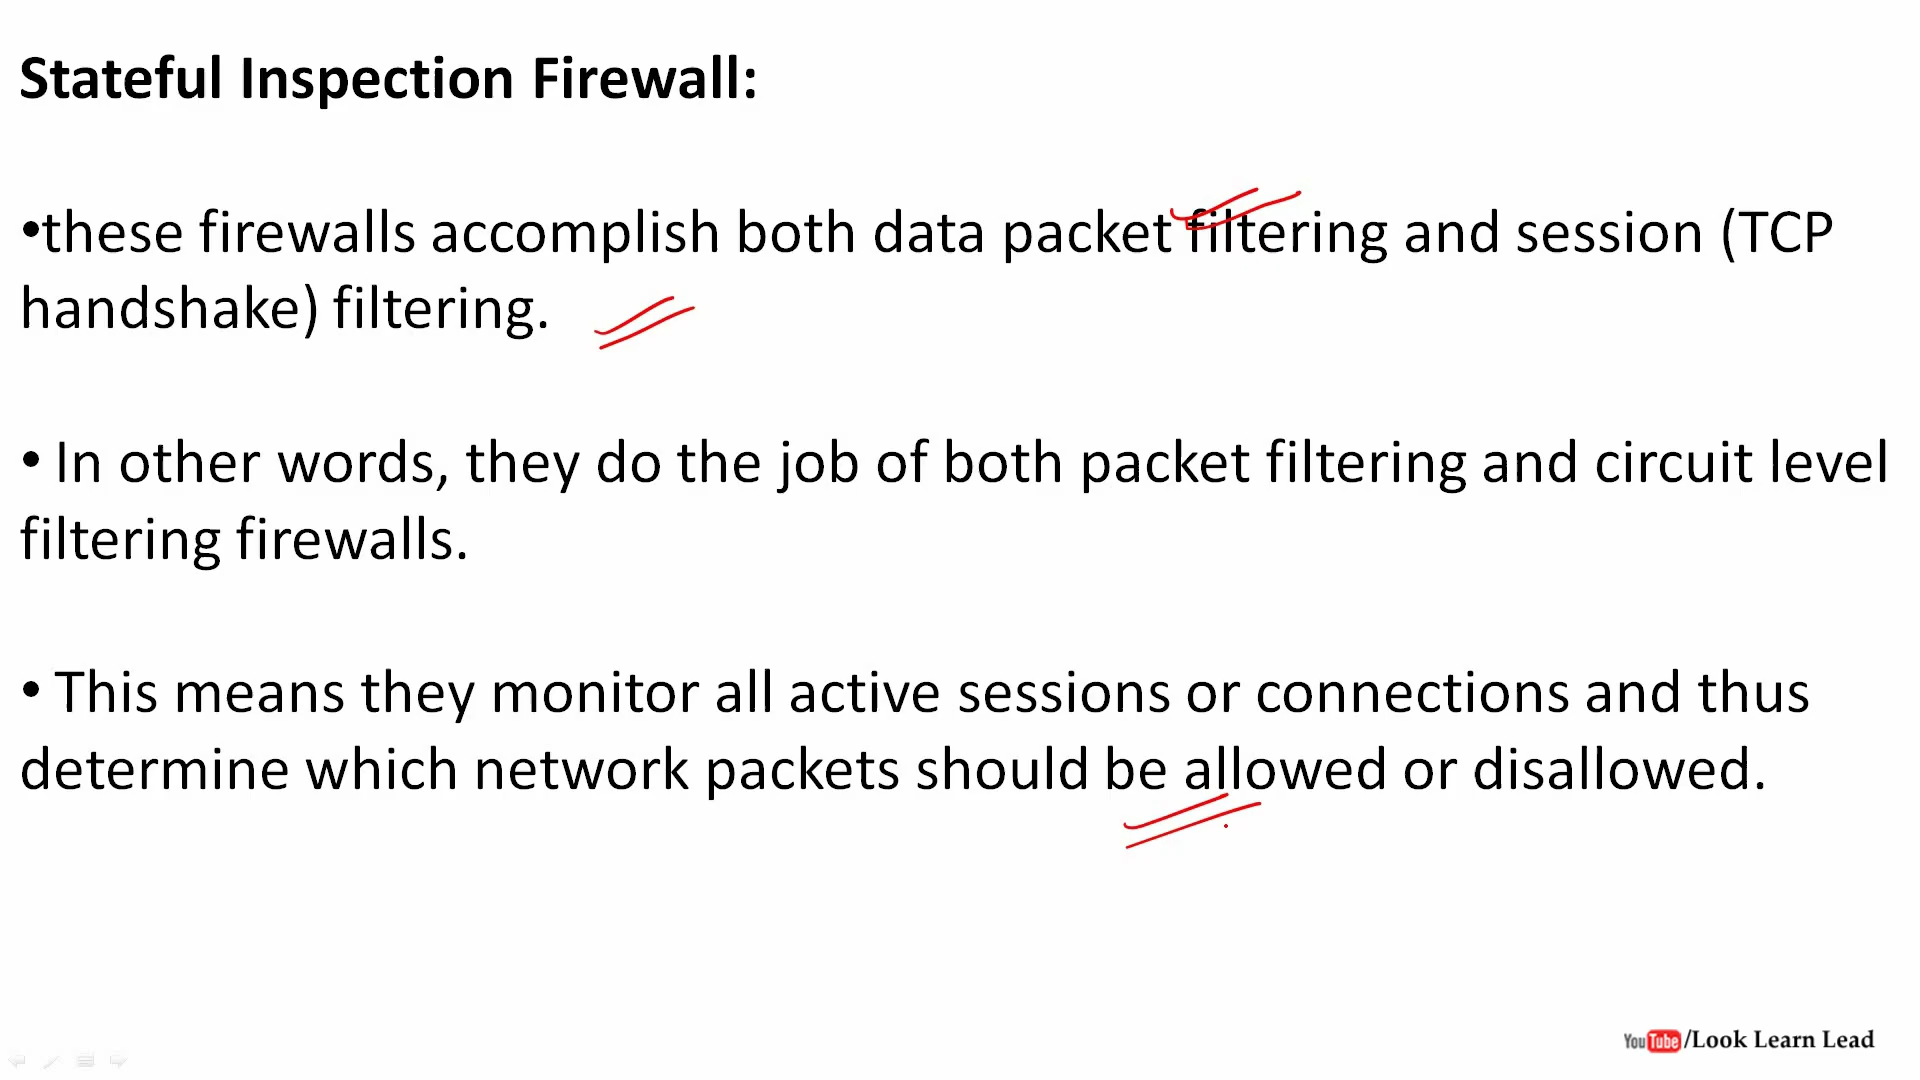 Stateful Inspection Firewall:
•these firewalls accomplish both data packet filtering and session (TCP
handshake) filtering.
• In other words, they do the job of both packet filtering and circuit level
filtering firewalls.
• This means they monitor all active sessions or connections and thus
determine which network packets should be allowed or disallowed.
YouTube/Look Learn Lead